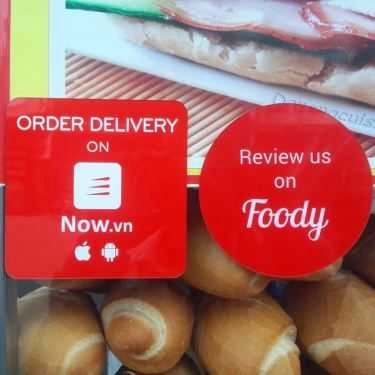 ORDER DELIVERY
ON
Now.vn
Review us
on
Foody